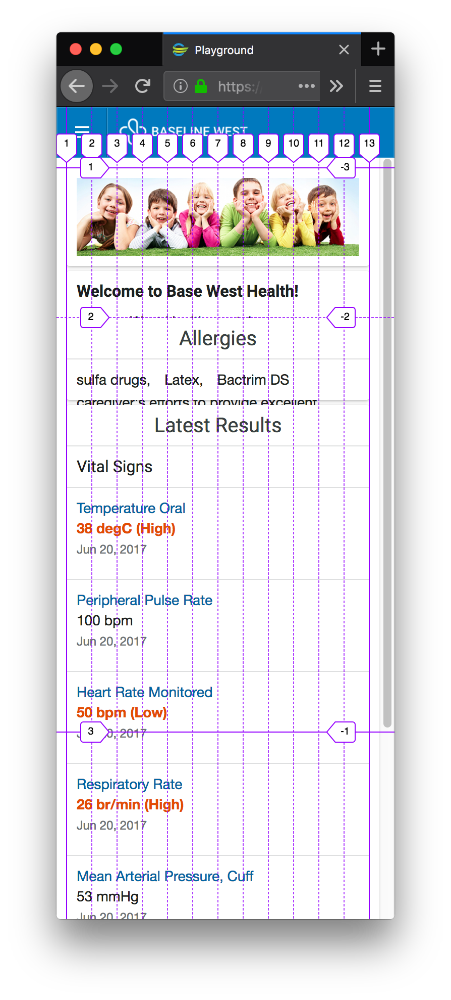 Playground
https:/
BASELINE WEST
1 2 3 4 5 6 7 8 9 10 11 12 13
1 -3
Welcome to Base West Health!
2 -2
Allergies
sulfa drugs, Latex, Bactrim DS
caregiver's efforts to provide excellent
Latest Results
Vital Signs
Temperature Oral
38 degC (High)
Jun 20, 2017
Peripheral Pulse Rate
100 bpm
Jun 20, 2017
Heart Rate Monitored
50 bpm (Low)
3 0, 2017 -1
Respiratory Rate
26 br/min (High)
Jun 20, 2017
Mean Arterial Pressure, Cuff
53 mmHg
Jun 20, 2017